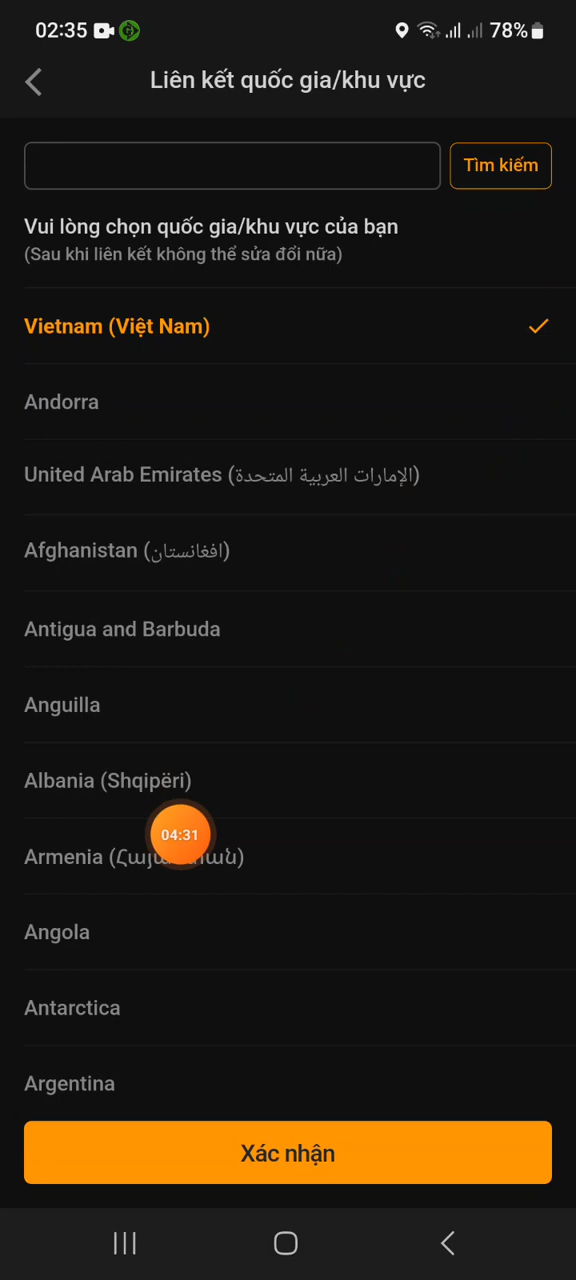 02:35
78%
Liên kết quốc gia/khu vực
Tìm kiếm
Vui lòng chọn quốc gia/khu vực của bạn
(Sau khi liên kết không thể sửa đổi nữa)
Vietnam (Việt Nam)
Andorra
United Arab Emirates (الإمارات العربية المتحدة)
Afghanistan (افغانستان)
Antigua and Barbuda
Anguilla
Albania (Shqipëri)
04:31
Armenia
Angola
Antarctica
Argentina
Xác nhận